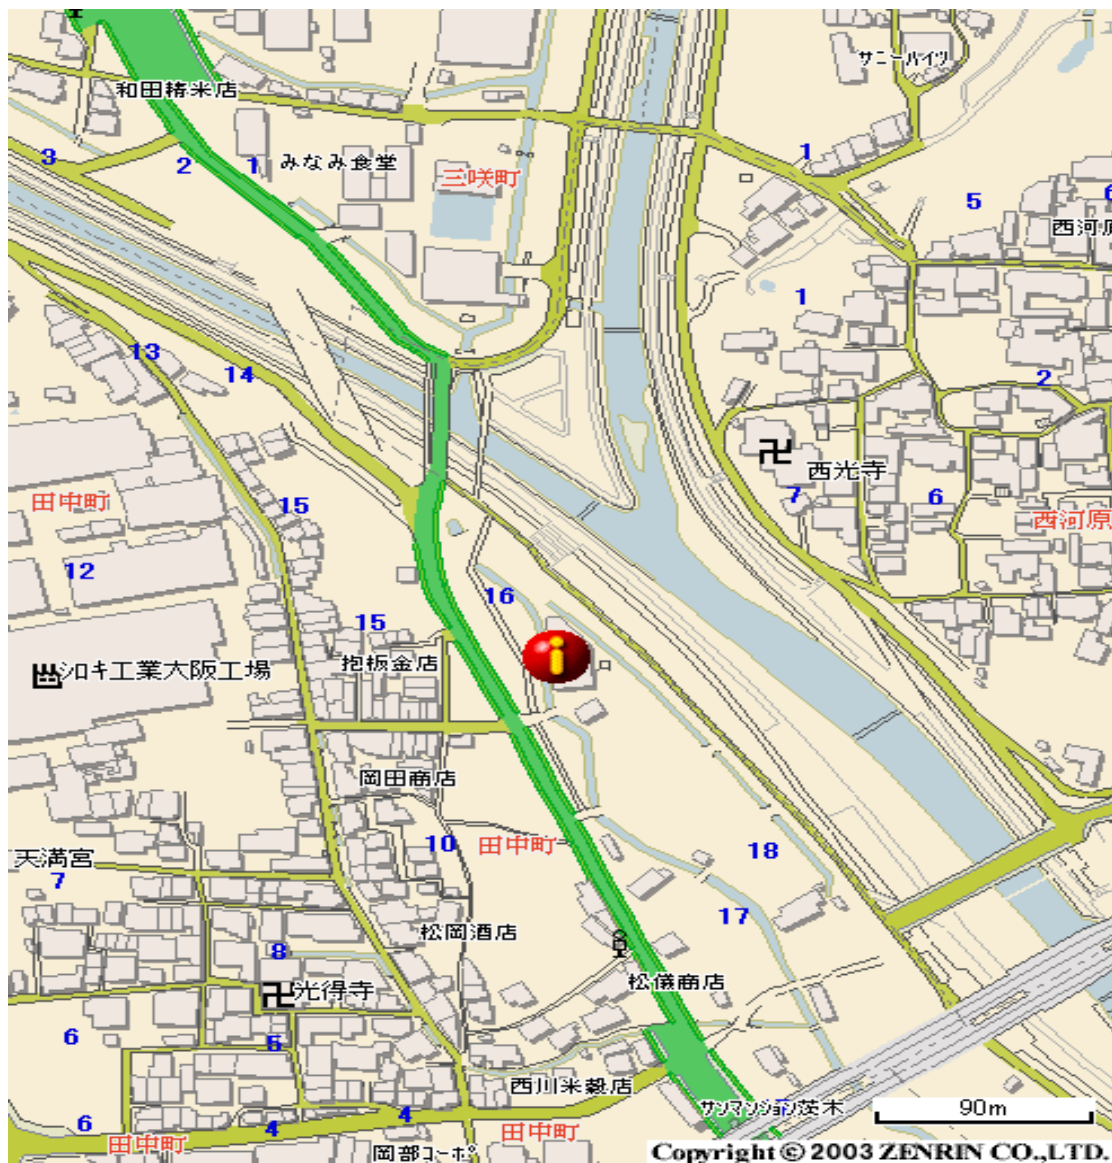 サニーハイツ
和田精米店
3
2
1
みなみ食堂
三咲町
1
5
6
西河原
1
13
14
2
田中町
15
西光寺
7
6
西河原
12
16
15
シロキ工業大阪工場
抱板金店
i
岡田商店
10
田中町
18
天満宮
7
17
松岡酒店
8
光得寺
松儀商店
6
5
西川米穀店
サンマンション茨木
90m
6
4
4
田中町
田中町
岡部コーポ
Copyright © 2003 ZENRIN CO.,LTD.